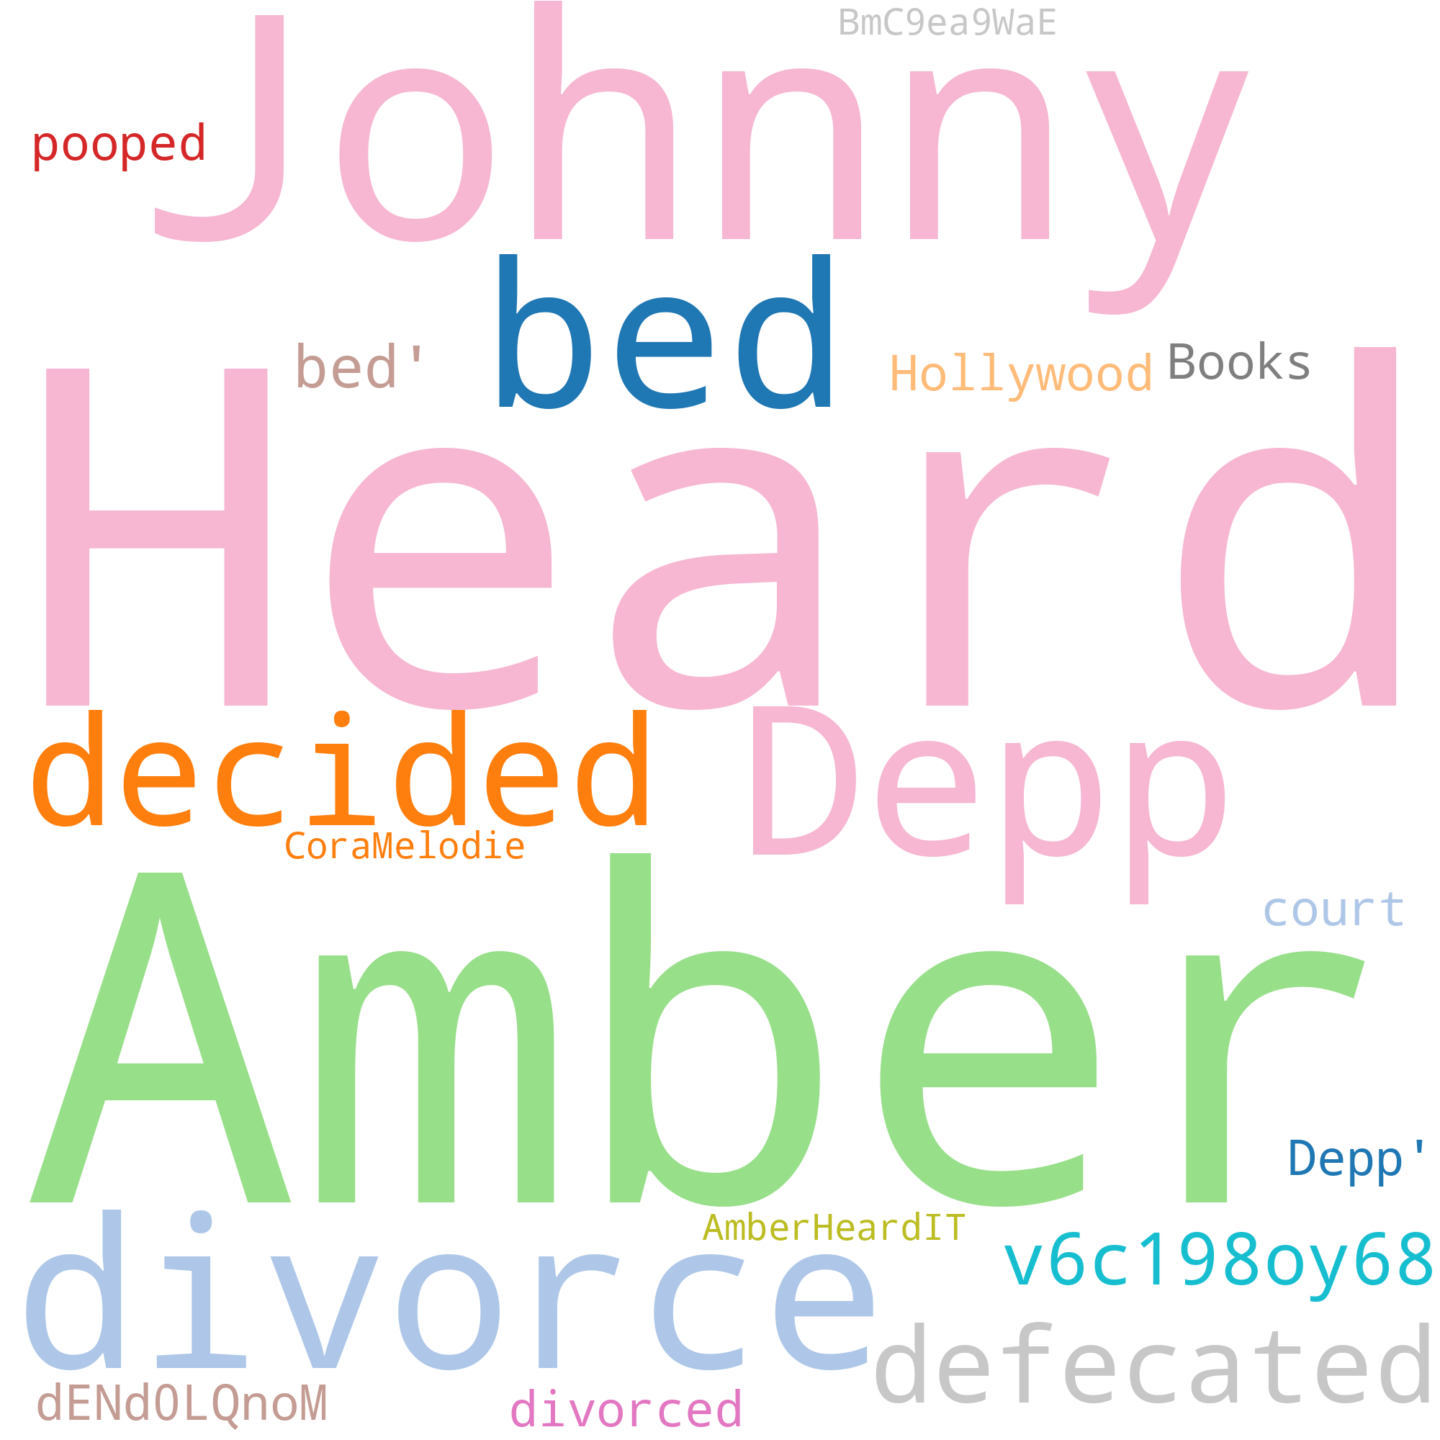 BmC9ea9WaE
Johnny
pooped
bed
bed'
Hollywood
Books
Heard
decided
Depp
CoraMelodie
Amber
court
Depp'
divorce
AmberHeardIT
v6c198oy68
defecated
dENdOLQnoM
divorced